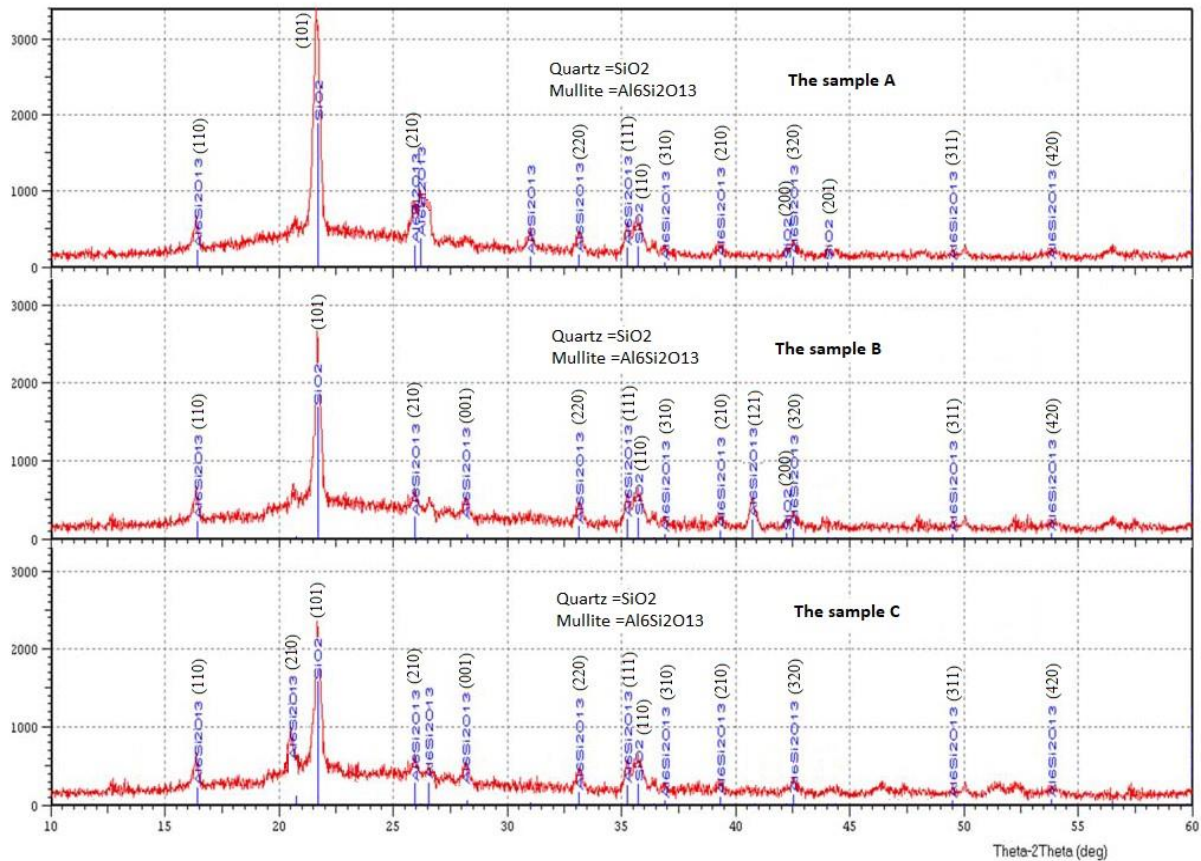 3000
2000
1000
0
(110)
Al6Si2O13
(101)
SiO2
(210)
Al6Si2O13
Al6Si2O13
Al6Si2O13
Quartz =SiO2
Mullite =Al6Si2O13
The sample A
(220)
Al6Si2O13
(111)
Al6Si2O13
(110)
SiO2
(310)
Al6Si2O13
(210)
Al6Si2O13
(200)
SiO2
(320)
Al6Si2O13
(201)
SiO2
(311)
Al6Si2O13
(420)
Al6Si2O13
3000
2000
1000
0
(110)
Al6Si2O13
(101)
SiO2
(210)
Al6Si2O13
(001)
Al6Si2O13
Quartz =SiO2
Mullite =Al6Si2O13
The sample B
(220)
Al6Si2O13
(111)
Al6Si2O13
(110)
SiO2
(310)
Al6Si2O13
(210)
Al6Si2O13
(121)
Al6Si2O13
(200)
SiO2
(320)
Al6Si2O13
(311)
Al6Si2O13
(420)
Al6Si2O13
3000
2000
1000
0
(110)
Al6Si2O13
(210)
Al6Si2O13
(101)
SiO2
(210)
Al6Si2O13
Al6Si2O13
(001)
Al6Si2O13
Quartz =SiO2
Mullite =Al6Si2O13
The sample C
(220)
Al6Si2O13
(111)
Al6Si2O13
(110)
SiO2
(310)
Al6Si2O13
(210)
Al6Si2O13
(320)
Al6Si2O13
(311)
Al6Si2O13
(420)
Al6Si2O13
10 15 20 25 30 35 40 45 50 55 60
Theta-2Theta (deg)